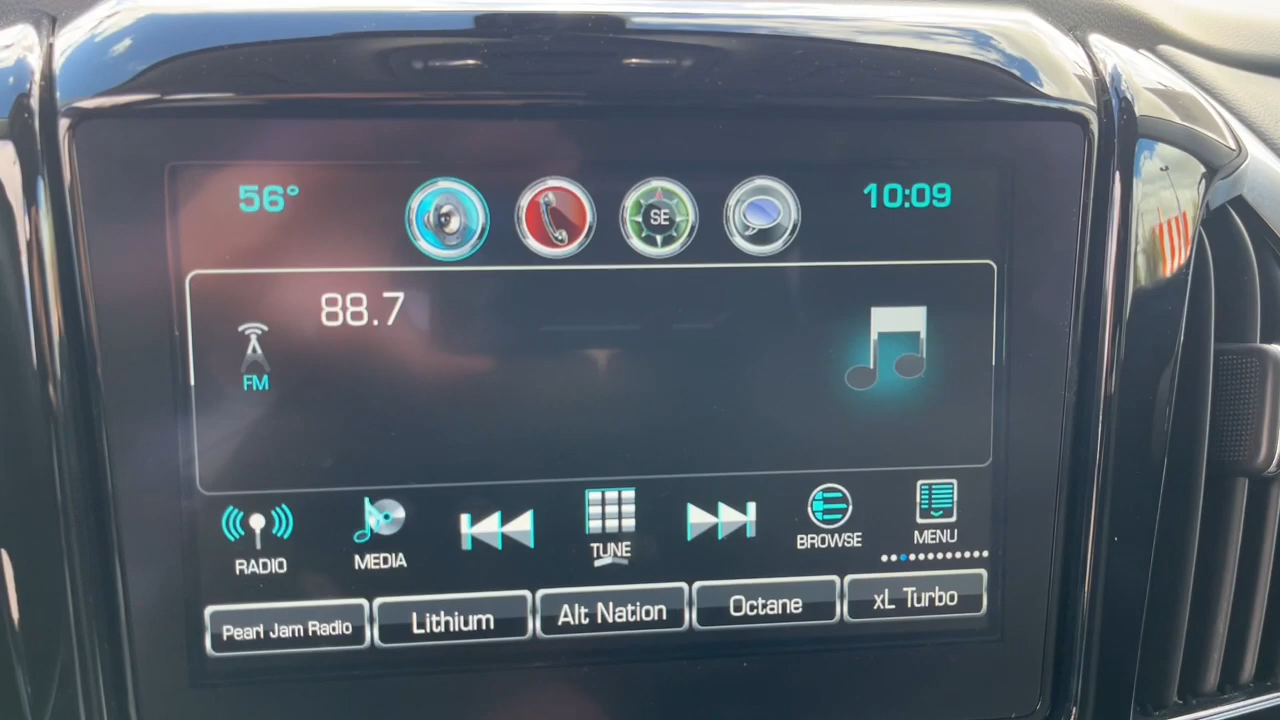 56°
SE
10:09
88.7
FM
RADIO
MEDIA
TUNE
BROWSE
MENU
Pearl Jam Radio
Lithium
Alt Nation
Octane
xL Turbo